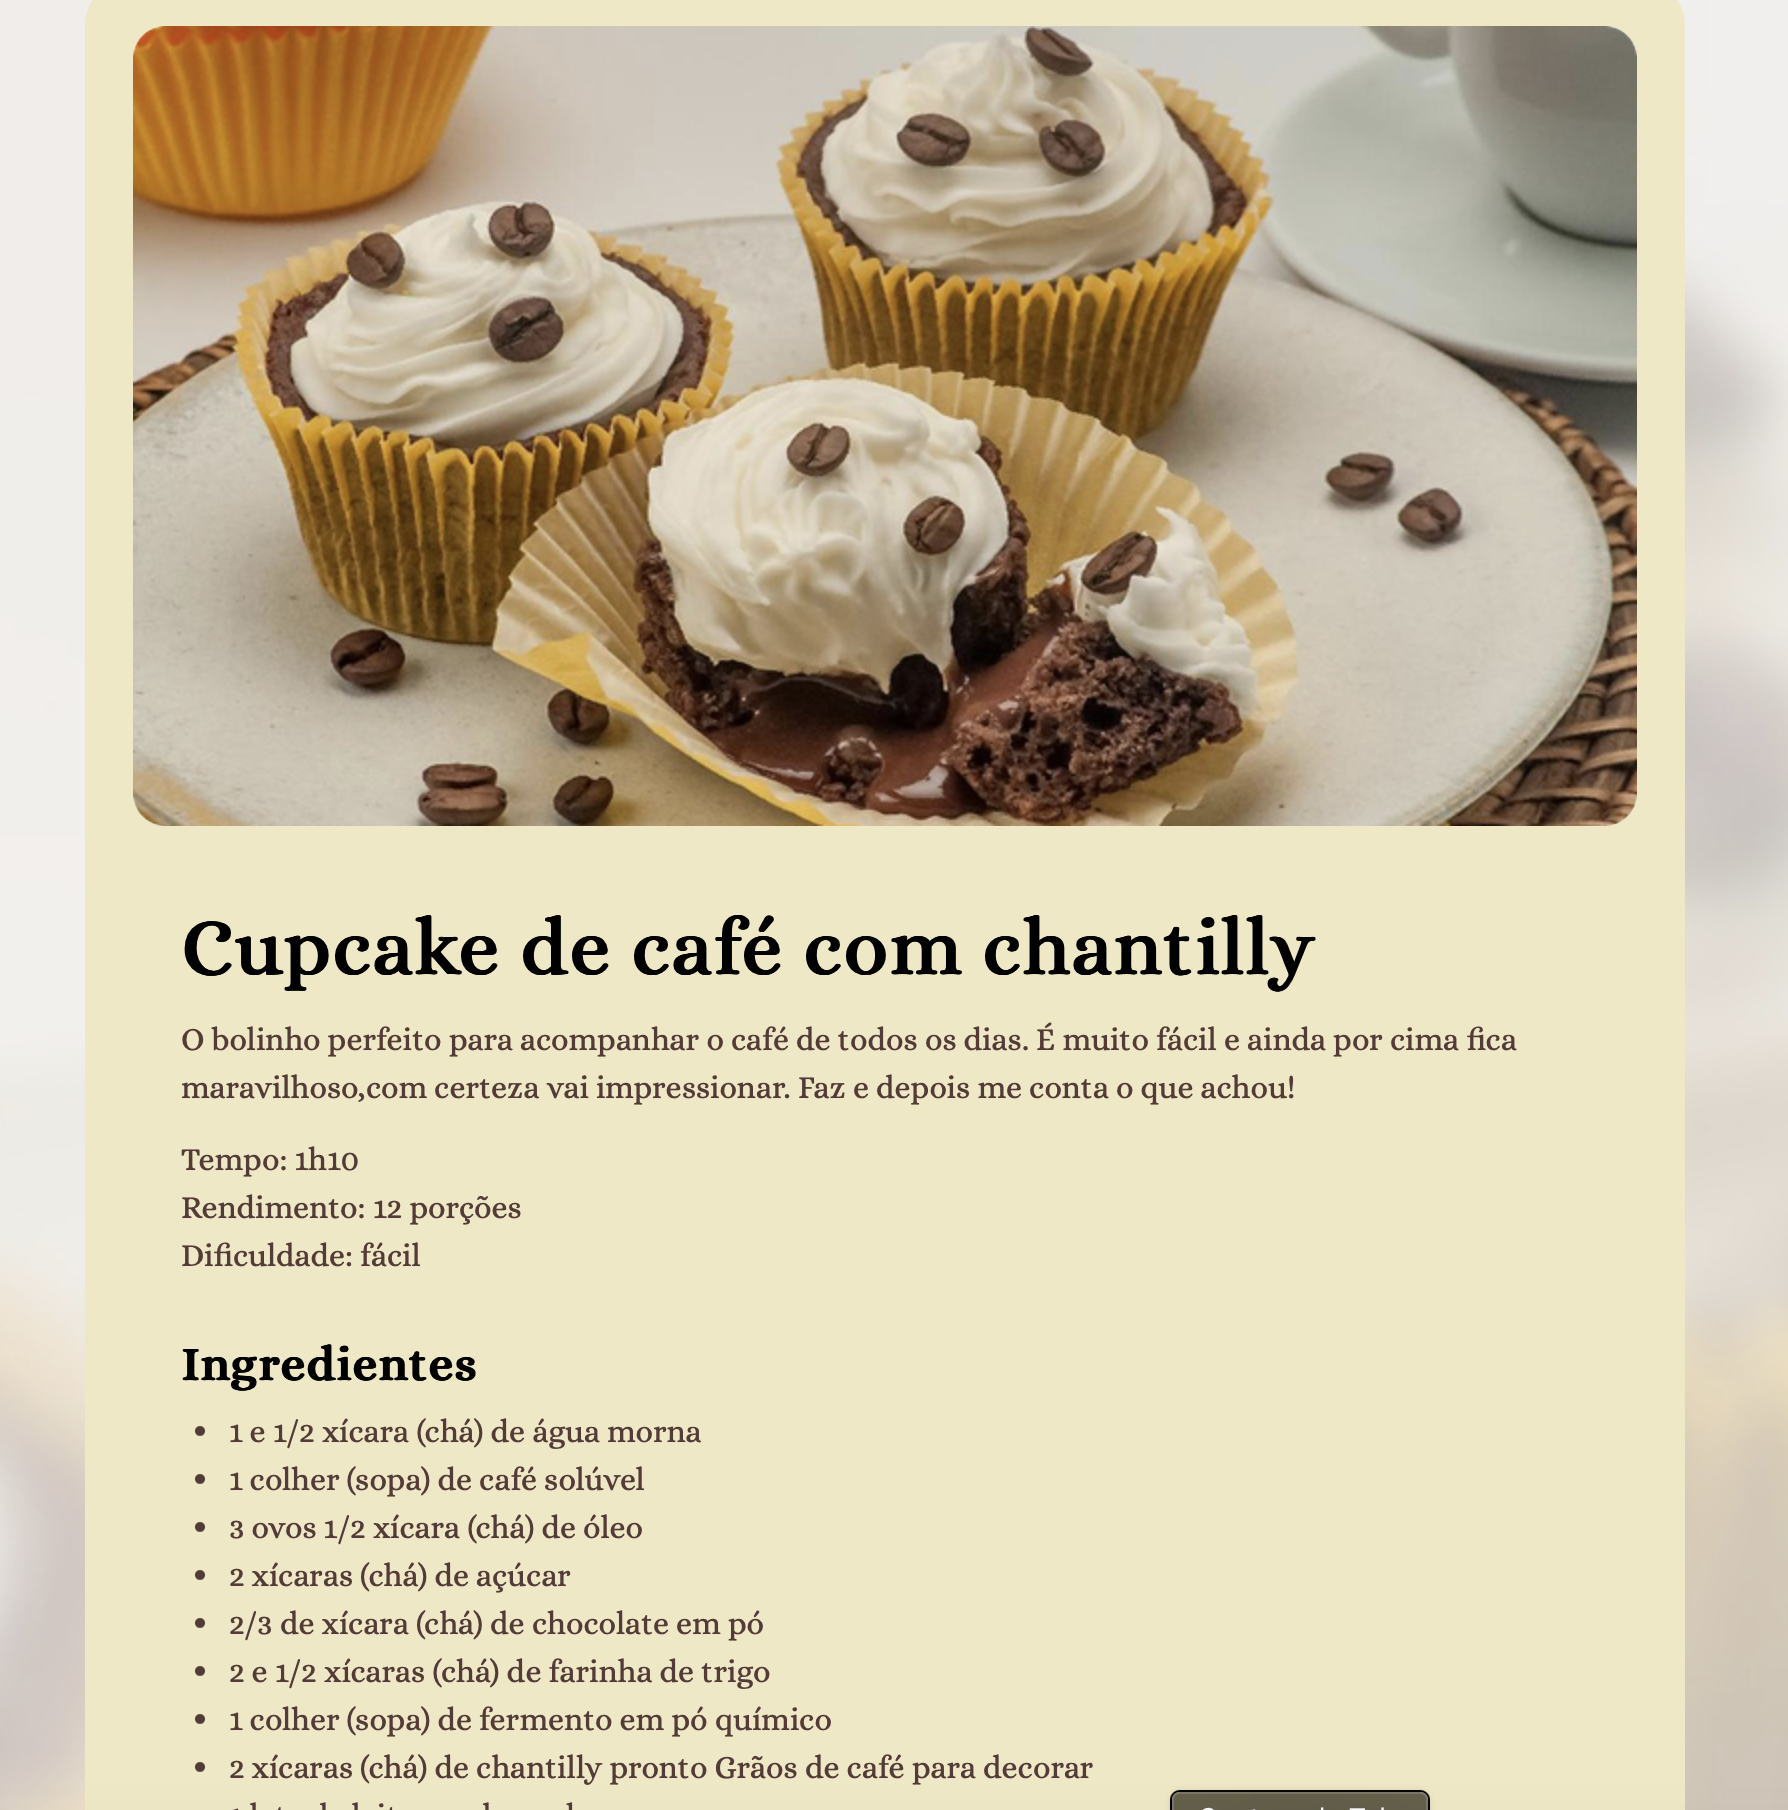 Cupcake de café com chantilly
O bolinho perfeito para acompanhar o café de todos os dias. É muito fácil e ainda por cima fica
maravilhoso,com certeza vai impressionar. Faz e depois me conta o que achou!
Tempo: 1h10
Rendimento: 12 porções
Dificuldade: fácil
Ingredientes
• 1 e 1/2 xícara (chá) de água morna
• 1 colher (sopa) de café solúvel
• 3 ovos 1/2 xícara (chá) de óleo
• 2 xícaras (chá) de açúcar
• 2/3 de xícara (chá) de chocolate em pó
• 2 e 1/2 xícaras (chá) de farinha de trigo
• 1 colher (sopa) de fermento em pó químico
• 2 xícaras (chá) de chantilly pronto Grãos de café para decorar